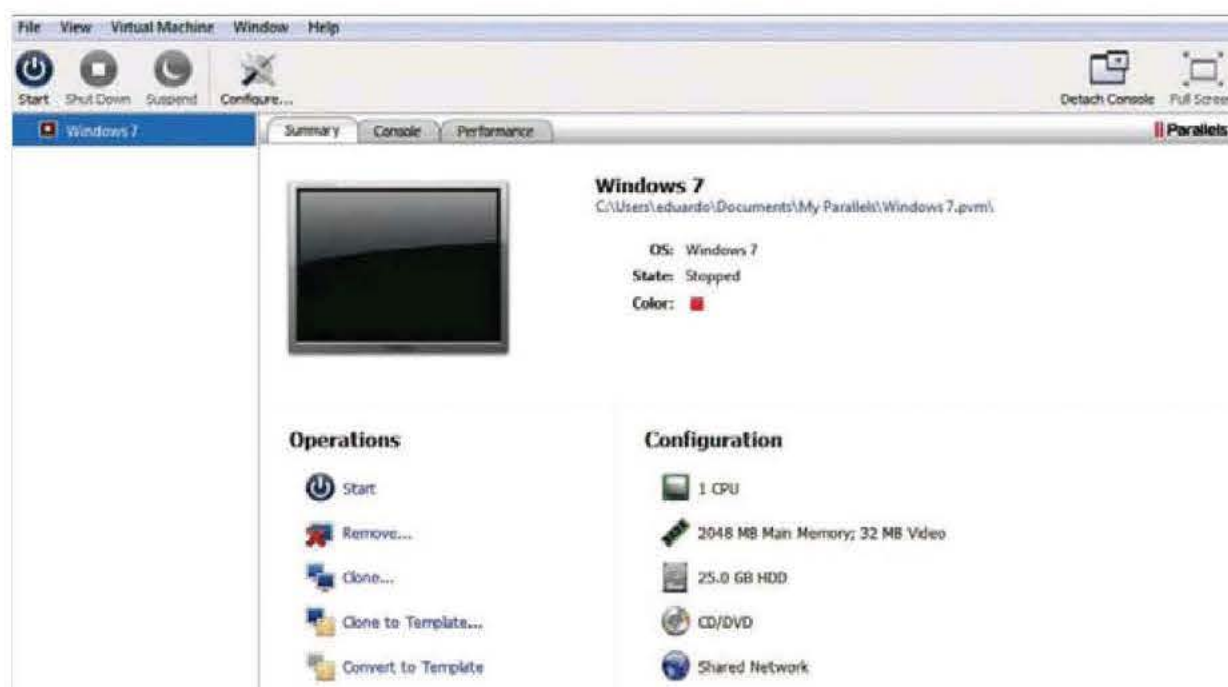 File View Virtual Machine Window Help
Start Shut Down Suspend Configure... Detach Console Full Screen
Windows 7
Summary Console Performance
Parallels
Windows 7
C:\Users\eduardo\Documents\My Parallels\Windows 7.pvm\
OS: Windows 7
State: Stopped
Color:
Operations
Start
Remove...
Clone...
Clone to Template...
Convert to Template
Configuration
1 CPU
2048 MB Main Memory; 32 MB Video
25.0 GB HDD
CD/DVD
Shared Network